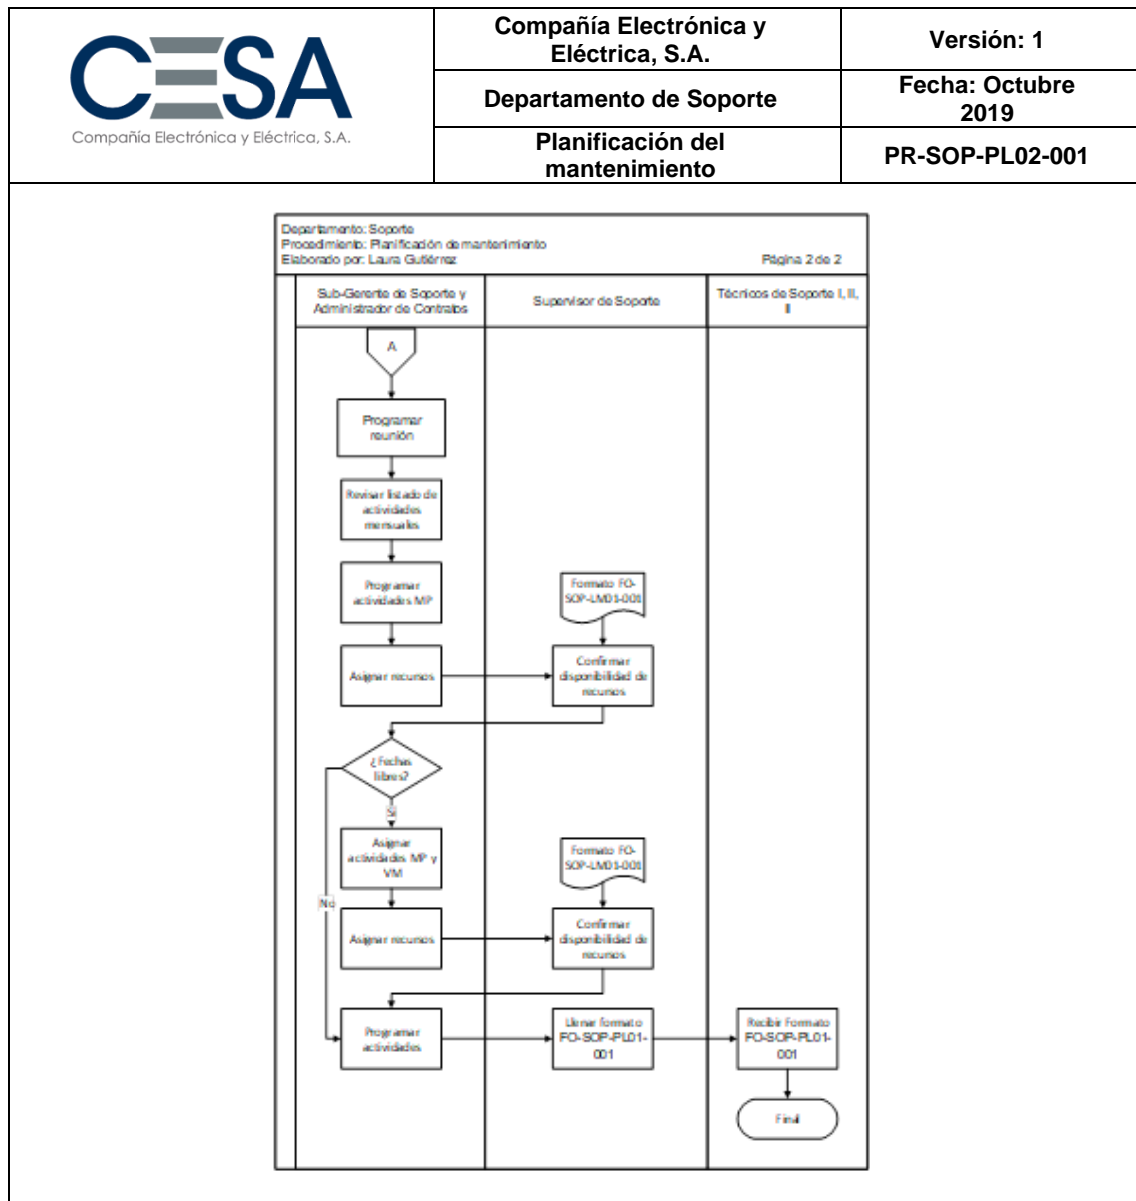 CESA
Compañía Electrónica y Eléctrica, S.A.
Compañía Electrónica y
Eléctrica, S.A.
Versión: 1
Departamento de Soporte
Fecha: Octubre
2019
Planificación del
mantenimiento
PR-SOP-PL02-001
Departamento: Soporte
Procedimiento: Planificación de mantenimiento
Elaborado por: Laura Gutiérrez
Página 2 de 2
Sub-Gerente de Soporte y
Administrador de Contratos
Supervisor de Soporte
Técnicos de Soporte I, II,
II
A
Programar
reunión
Revisar listado de
actividades
mensuales
Programar
actividades MP
Formato FO-
SOP-LM01-001
Asignar recursos
Confirmar
disponibilidad de
recursos
¿Fechas
libres?
Si
Asignar
actividades MP y
VM
Formato FO-
SOP-LM01-001
No
Asignar recursos
Confirmar
disponibilidad de
recursos
Programar
actividades
Llenar formato
FO-SOP-PL01-
001
Recibir Formato
FO-SOP-PL01-
001
Final